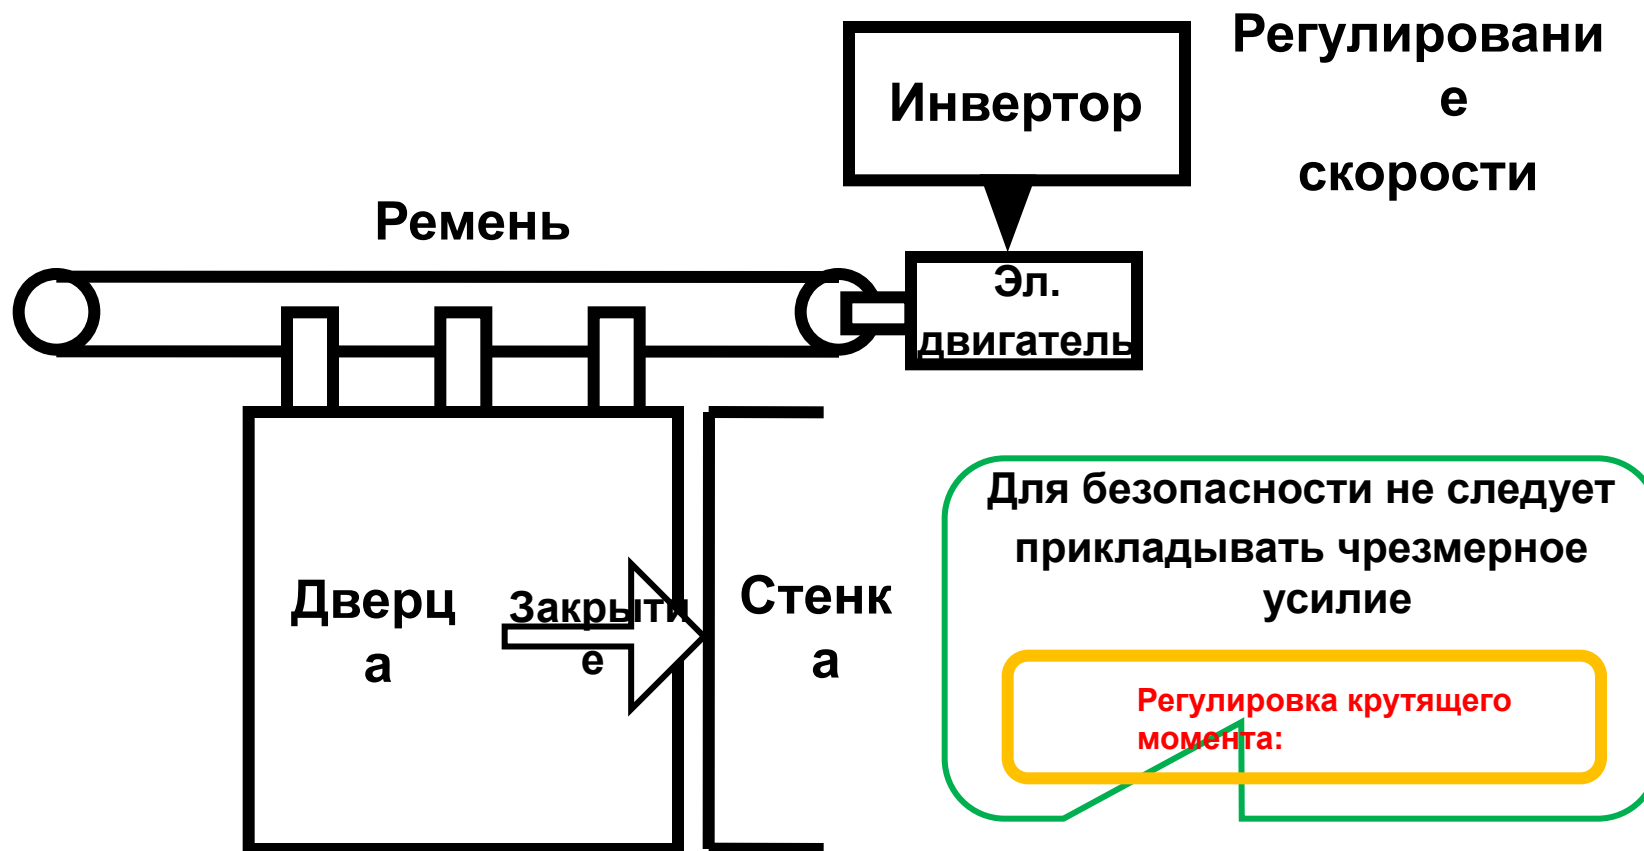 Регулировани
е
скорости
Инвертор
Ремень
Эл.
двигатель
Для безопасности не следует
прикладывать чрезмерное
усилие
Дверц
а
Закрыти
е
Стенк
а
Регулировка крутящего
момента: